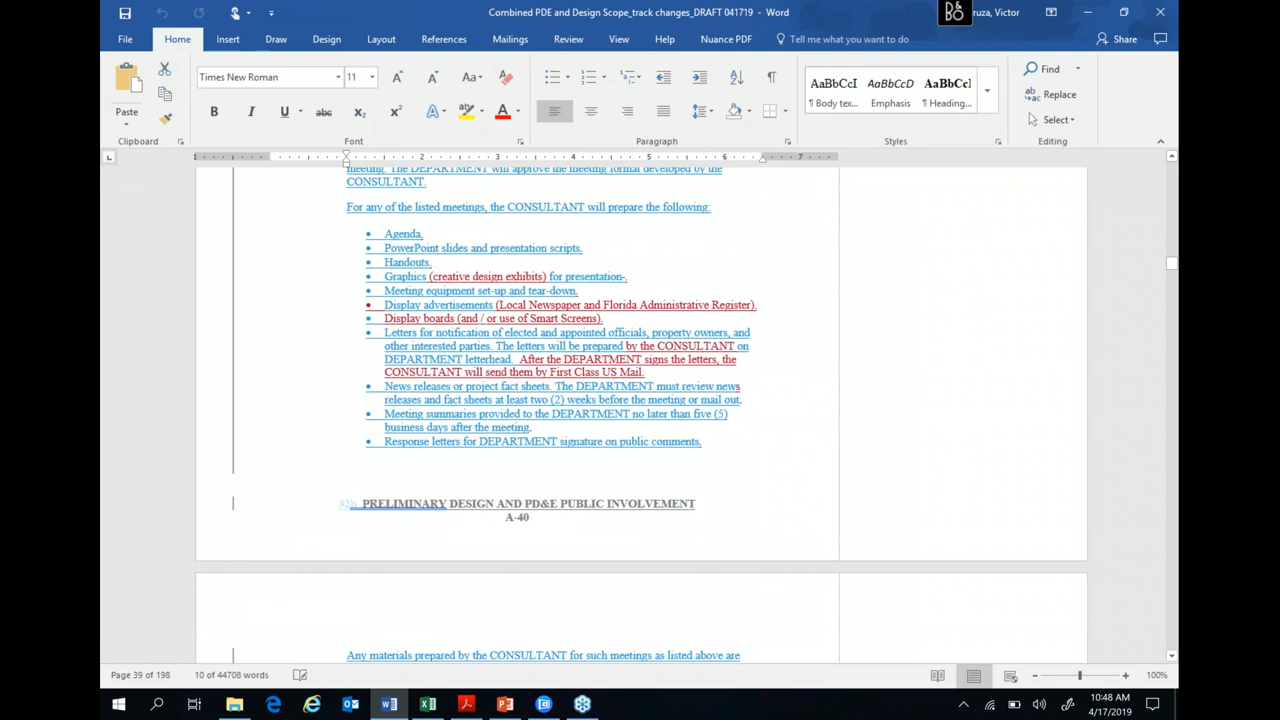 Combined PDE and Design Scope_track changes_DRAFT 041719 - Word
B&O
ruza, Victor
File Home Insert Draw Design Layout References Mailings Review View Help Nuance PDF Tell me what you want to do Share
Times New Roman 11
Paste
Clipboard Font Paragraph Styles Editing
AaBbCcI AaBbCcD AaBbCc]
¶ Body tex... Emphasis ¶ Heading...
Find
Replace
Select
1 2 3 4 5 6 7
meeting. The DEPARTMENT will approve the meeting format developed by the
CONSULTANT.
For any of the listed meetings, the CONSULTANT will prepare the following:
• Agenda.
• PowerPoint slides and presentation scripts.
• Handouts.
• Graphics (creative design exhibits) for presentation-.
• Meeting equipment set-up and tear-down.
• Display advertisements (Local Newspaper and Florida Administrative Register).
• Display boards (and / or use of Smart Screens).
• Letters for notification of elected and appointed officials, property owners, and
other interested parties. The letters will be prepared by the CONSULTANT on
DEPARTMENT letterhead. After the DEPARTMENT signs the letters, the
CONSULTANT will send them by First Class US Mail.
• News releases or project fact sheets. The DEPARTMENT must review news
releases and fact sheets at least two (2) weeks before the meeting or mail out.
• Meeting summaries provided to the DEPARTMENT no later than five (5)
business days after the meeting.
• Response letters for DEPARTMENT signature on public comments.
PRELIMINARY DESIGN AND PD&E PUBLIC INVOLVEMENT
A-40
Any materials prepared by the CONSULTANT for such meetings as listed above are
Page 39 of 198 10 of 44708 words 100%
10:48 AM
4/17/2019